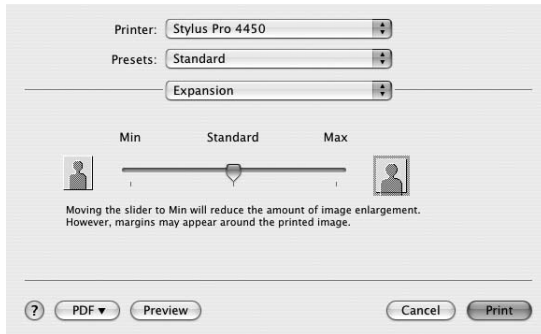 Printer: Stylus Pro 4450
Presets: Standard
Expansion
Min Standard Max
Moving the slider to Min will reduce the amount of image enlargement.
However, margins may appear around the printed image.
? PDF ▼ Preview Cancel Print